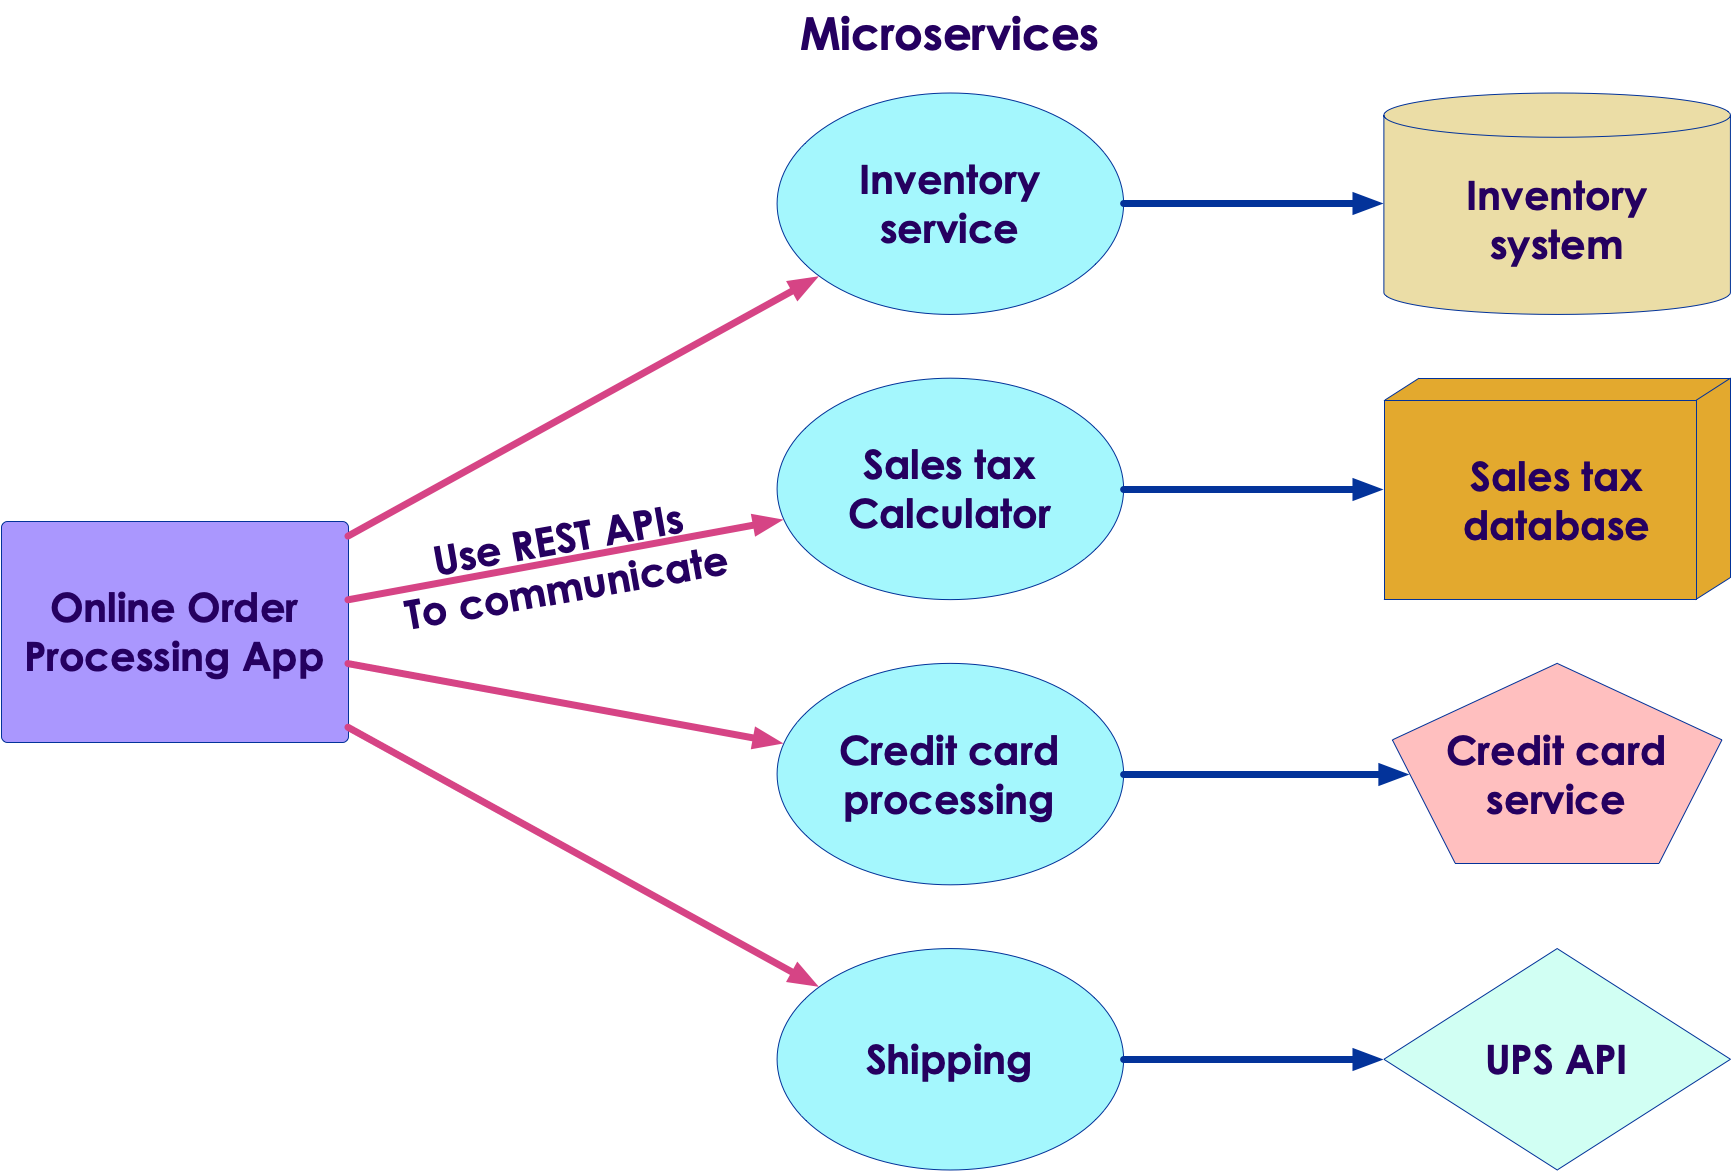 Microservices
Inventory
service
Inventory
system
Sales tax
Calculator
Sales tax
database
Use REST APIs
To communicate
Online Order
Processing App
Credit card
processing
Credit card
service
Shipping
UPS API